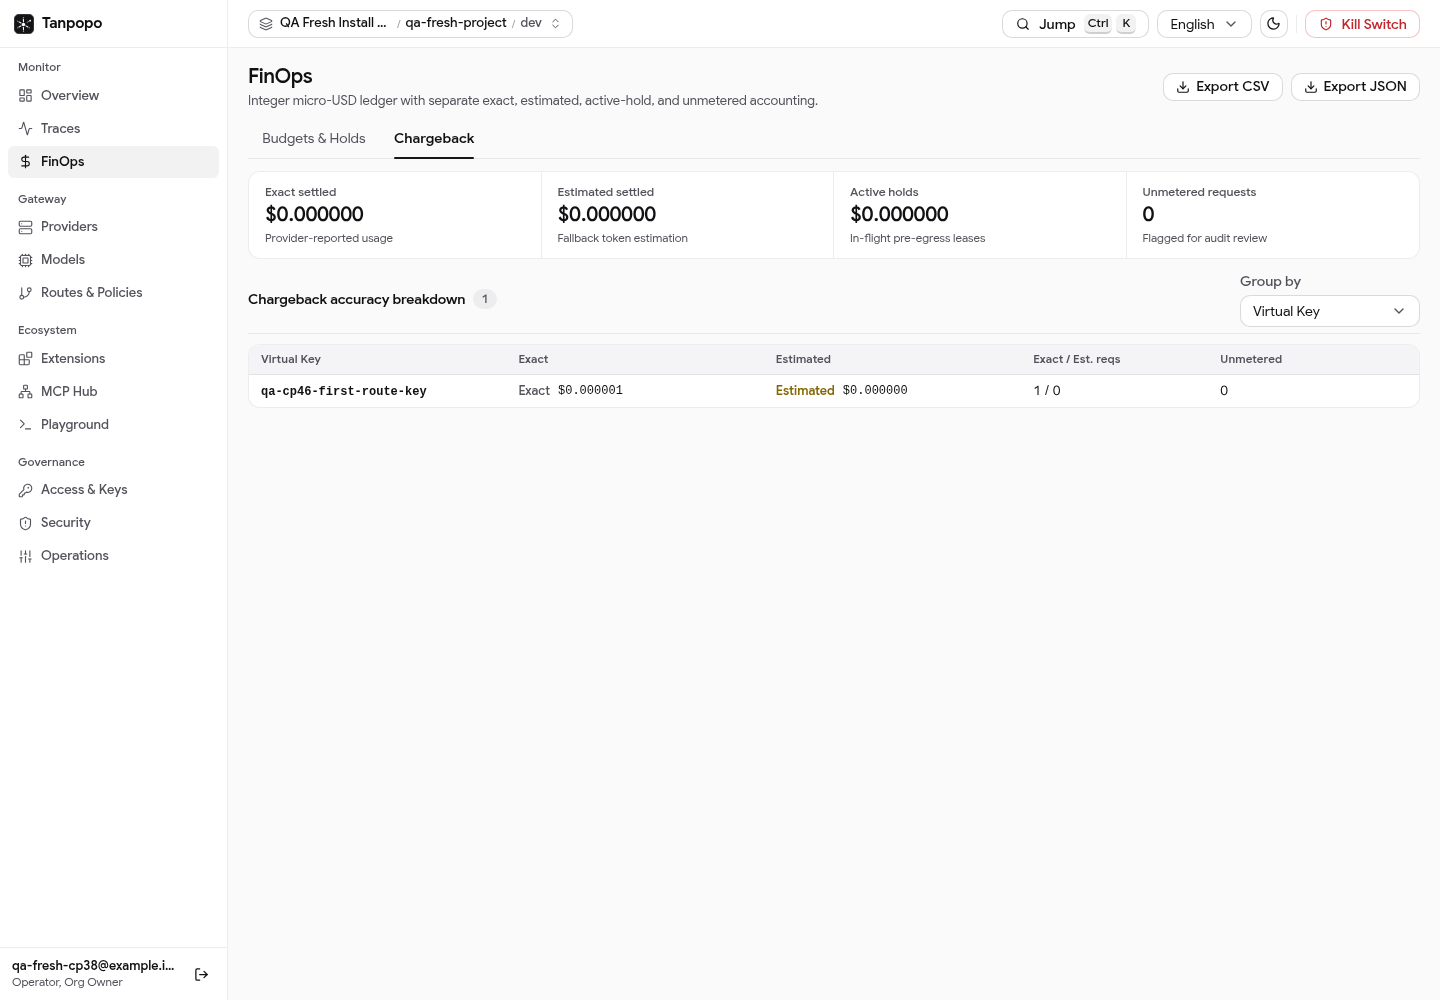 Tanpopo
QA Fresh Install ... / qa-fresh-project / dev
Jump Ctrl K
English
Kill Switch
Monitor
Overview
Traces
FinOps
Gateway
Providers
Models
Routes & Policies
Ecosystem
Extensions
MCP Hub
Playground
Governance
Access & Keys
Security
Operations
qa-fresh-cp38@example.i...
Operator, Org Owner
FinOps
Integer micro-USD ledger with separate exact, estimated, active-hold, and unmetered accounting.
Export CSV
Export JSON
Budgets & Holds
Chargeback
Exact settled
$0.000000
Provider-reported usage
Estimated settled
$0.000000
Fallback token estimation
Active holds
$0.000000
In-flight pre-egress leases
Unmetered requests
0
Flagged for audit review
Chargeback accuracy breakdown 1
Group by
Virtual Key
Virtual Key Exact Estimated Exact / Est. reqs Unmetered
qa-cp46-first-route-key Exact $0.000001 Estimated $0.000000 1 / 0 0